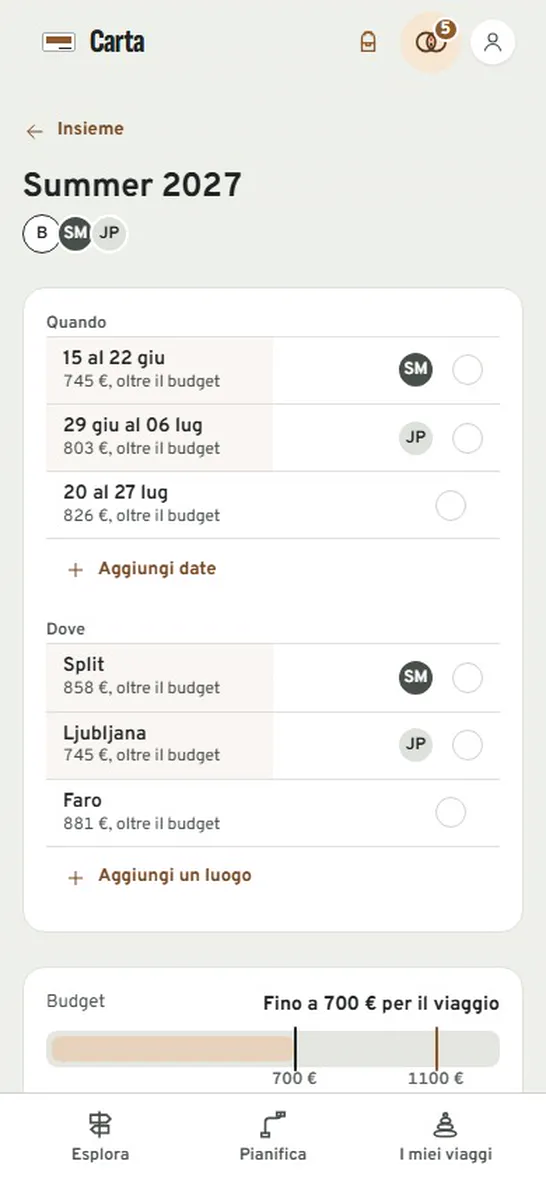 Carta
5
Insieme
Summer 2027
B SM JP
Quando
15 al 22 giu
745 €, oltre il budget
SM
29 giu al 06 lug
803 €, oltre il budget
JP
20 al 27 lug
826 €, oltre il budget
Aggiungi date
Dove
Split
858 €, oltre il budget
SM
Ljubljana
745 €, oltre il budget
JP
Faro
881 €, oltre il budget
Aggiungi un luogo
Budget
Fino a 700 € per il viaggio
700 € 1100 €
Esplora Pianifica I miei viaggi